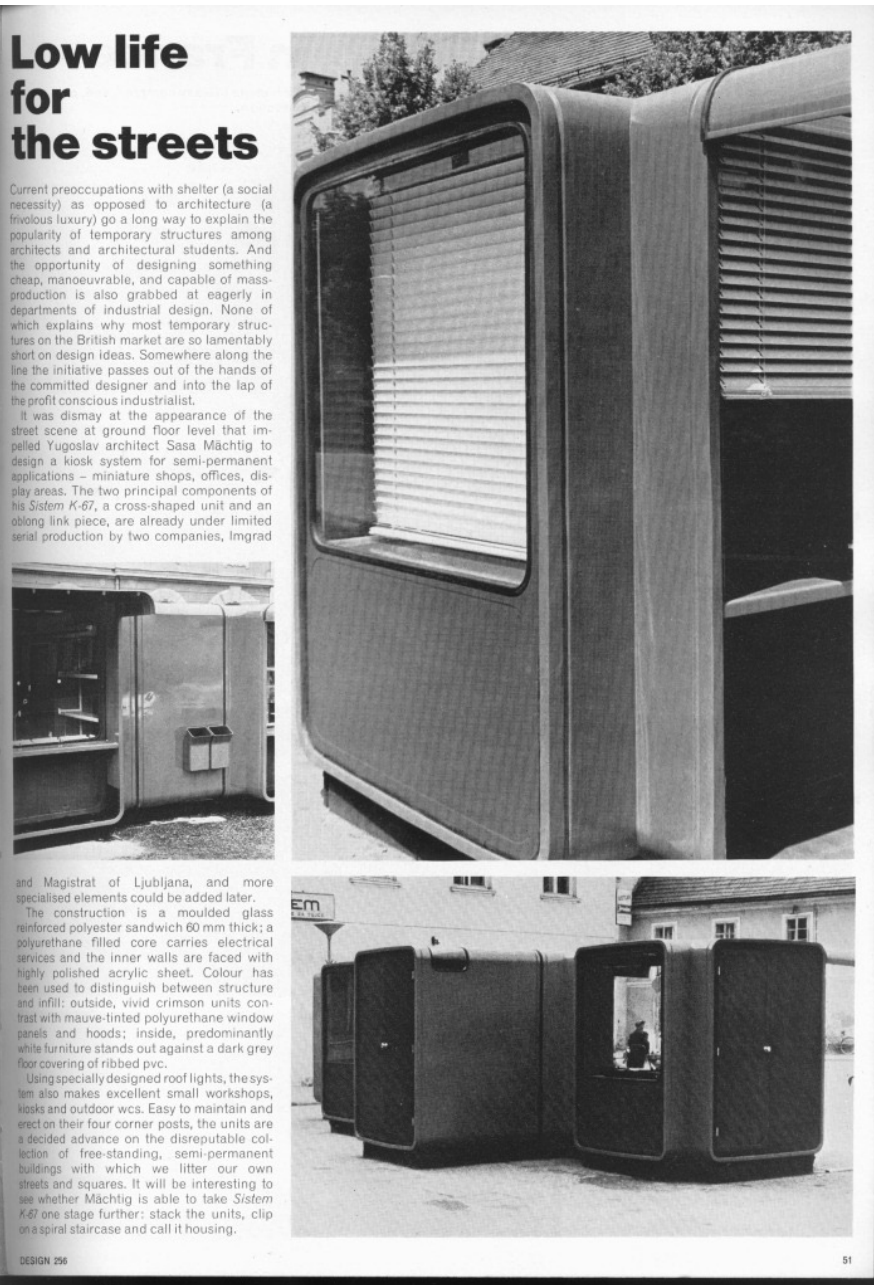 Low life
for
the streets
Current preoccupations with shelter (a social
necessity) as opposed to architecture (a
frivolous luxury) go a long way to explain the
popularity of temporary structures among
architects and architectural students. And
the opportunity of designing something
cheap, manoeuvrable, and capable of mass-
production is also grabbed at eagerly in
departments of industrial design. None of
which explains why most temporary struc-
tures on the British market are so lamentably
short on design ideas. Somewhere along the
line the initiative passes out of the hands of
the committed designer and into the lap of
the profit conscious industrialist.
It was dismay at the appearance of the
street scene at ground floor level that im-
pelled Yugoslav architect Sasa Mächtig to
design a kiosk system for semi-permanent
applications – miniature shops, offices, dis-
play areas. The two principal components of
his Sistem K-67, a cross-shaped unit and an
oblong link piece, are already under limited
serial production by two companies, Imgrad
and Magistrat of Ljubljana, and more
specialised elements could be added later.
The construction is a moulded glass
reinforced polyester sandwich 60 mm thick; a
polyurethane filled core carries electrical
services and the inner walls are faced with
highly polished acrylic sheet. Colour has
been used to distinguish between structure
and infill: outside, vivid crimson units con-
trast with mauve-tinted polyurethane window
panels and hoods; inside, predominantly
white furniture stands out against a dark grey
floor covering of ribbed pvc.
Using specially designed roof lights, the sys-
tem also makes excellent small workshops,
kiosks and outdoor wcs. Easy to maintain and
erect on their four corner posts, the units are
a decided advance on the disreputable col-
lection of free-standing, semi-permanent
buildings with which we litter our own
streets and squares. It will be interesting to
see whether Mächtig is able to take Sistem
K-67 one stage further: stack the units, clip
on a spiral staircase and call it housing.
EM
DESIGN 256
51